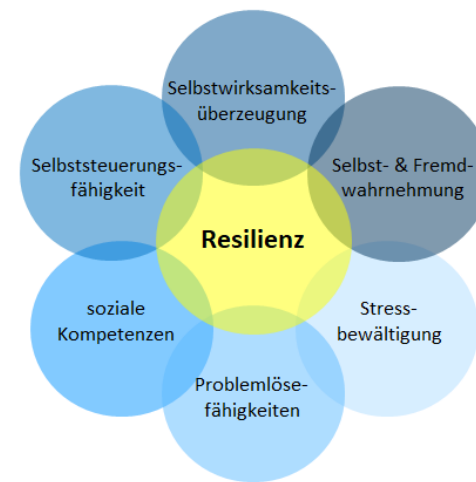 Selbstwirksamkeits-
überzeugung
Selbststeuerungs-
fähigkeit
Selbst- & Fremd-
wahrnehmung
Resilienz
soziale
Kompetenzen
Stress-
bewältigung
Problemlöse-
fähigkeiten